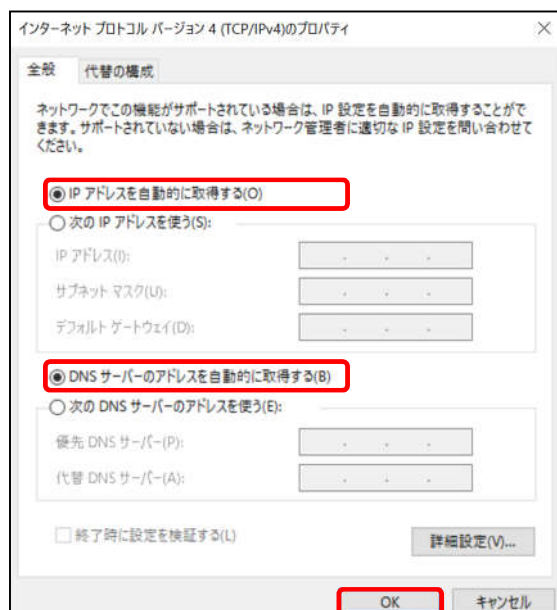 インターネット プロトコル バージョン 4 (TCP/IPv4)のプロパティ
全般 代替の構成
ネットワークでこの機能がサポートされている場合は、IP 設定を自動的に取得することがで
きます。サポートされていない場合は、ネットワーク管理者に適切な IP 設定を問い合わせて
ください。
IP アドレスを自動的に取得する(O)
次の IP アドレスを使う(S):
IP アドレス(I):
サブネット マスク(U):
デフォルト ゲートウェイ(D):
DNS サーバーのアドレスを自動的に取得する(B)
次の DNS サーバーのアドレスを使う(E):
優先 DNS サーバー(P):
代替 DNS サーバー(A):
終了時に設定を検証する(L)
詳細設定(V)...
OK キャンセル